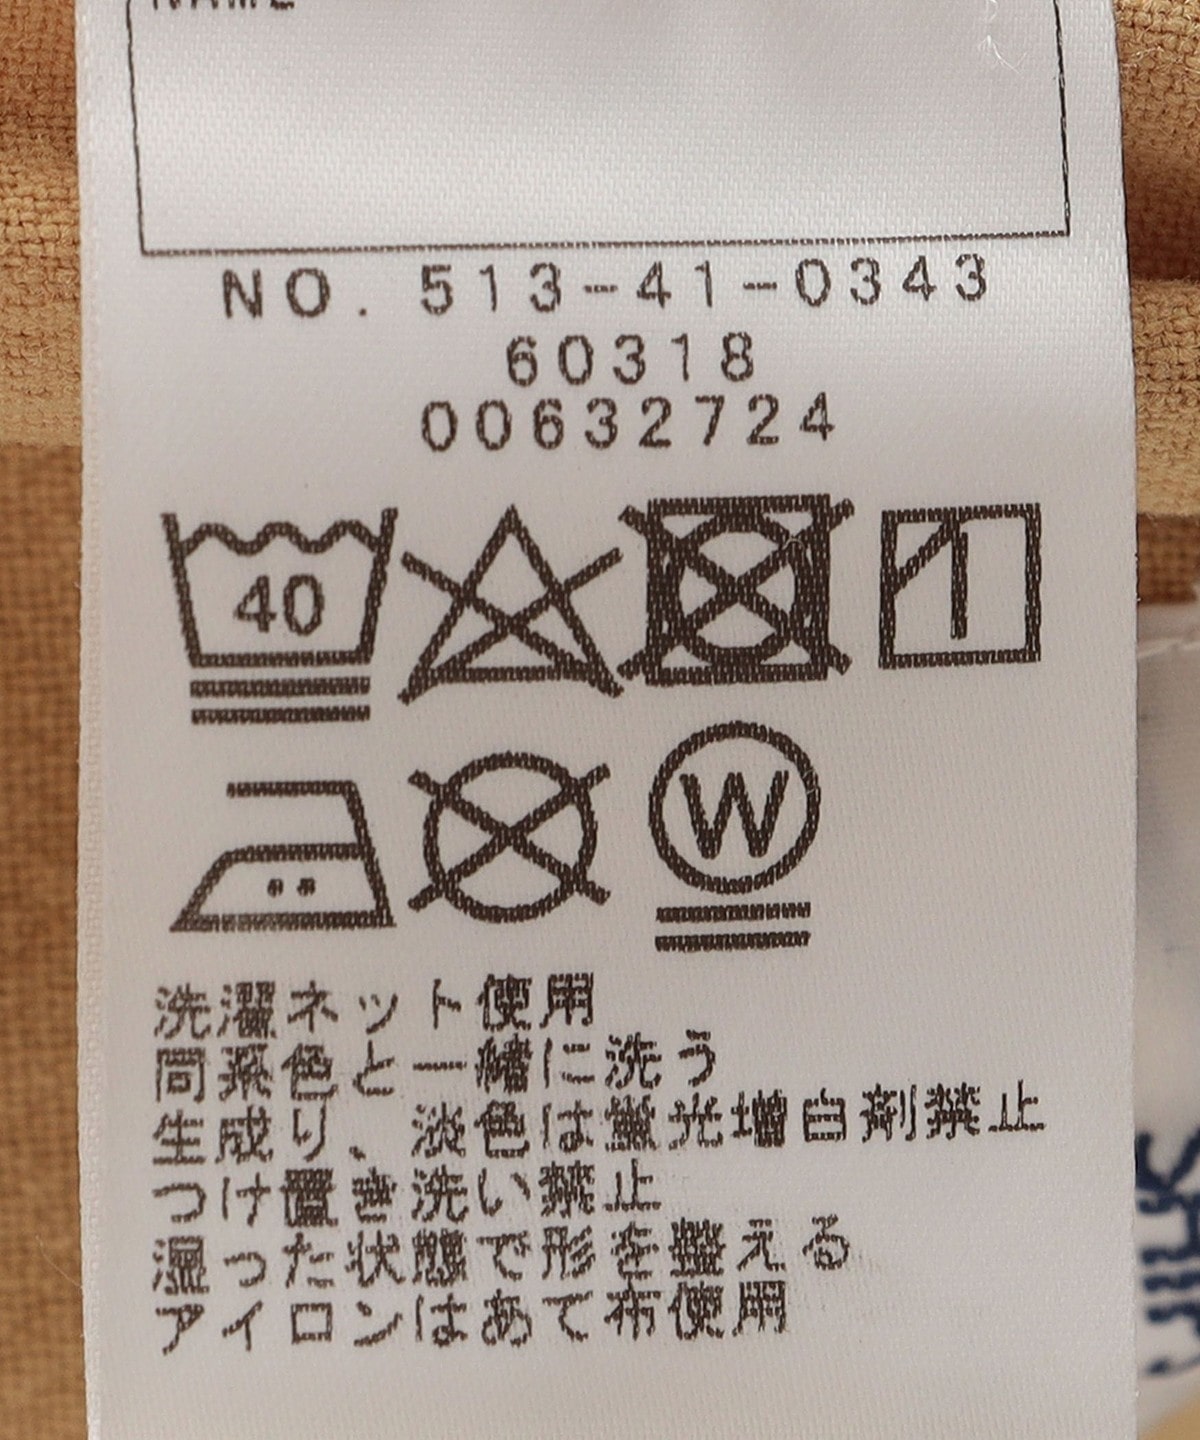 NAME
NO. 513-41-0343
60318
00632724
40
W
洗濯ネット使用
同系色と一緒に洗う
生成り、淡色は蛍光増白剤禁止
つけ置き洗い禁止
湿った状態で形を整える
アイロンはあて布使用